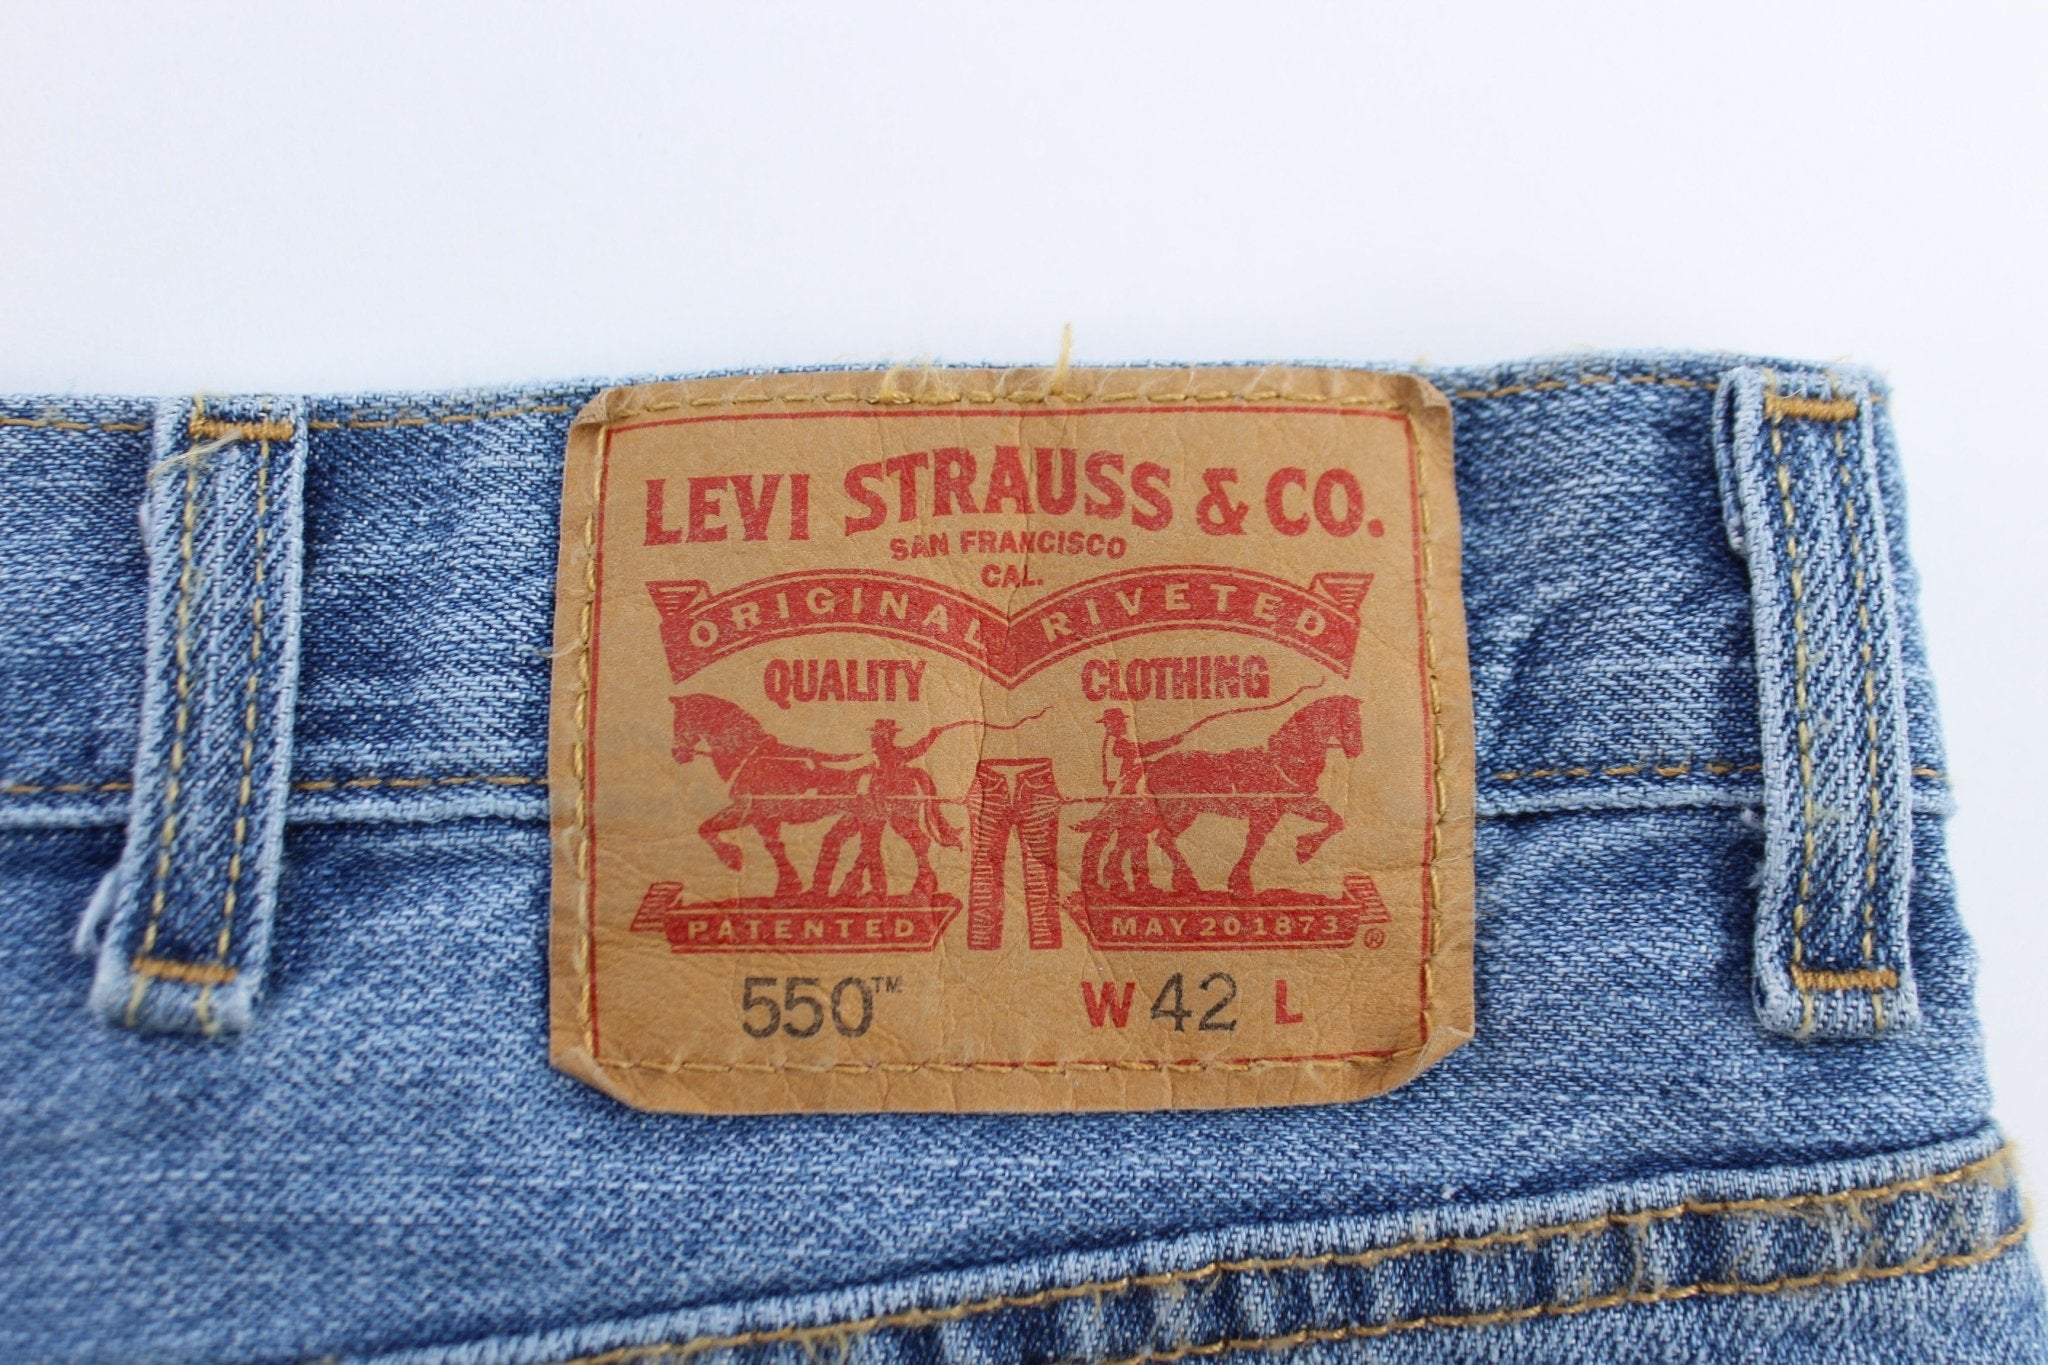 LEVI STRAUSS & CO.
SAN FRANCISCO
CAL.
ORIGINAL RIVETED
QUALITY CLOTHING
PATENTED MAY 20 1873 ®
550™ W 42 L